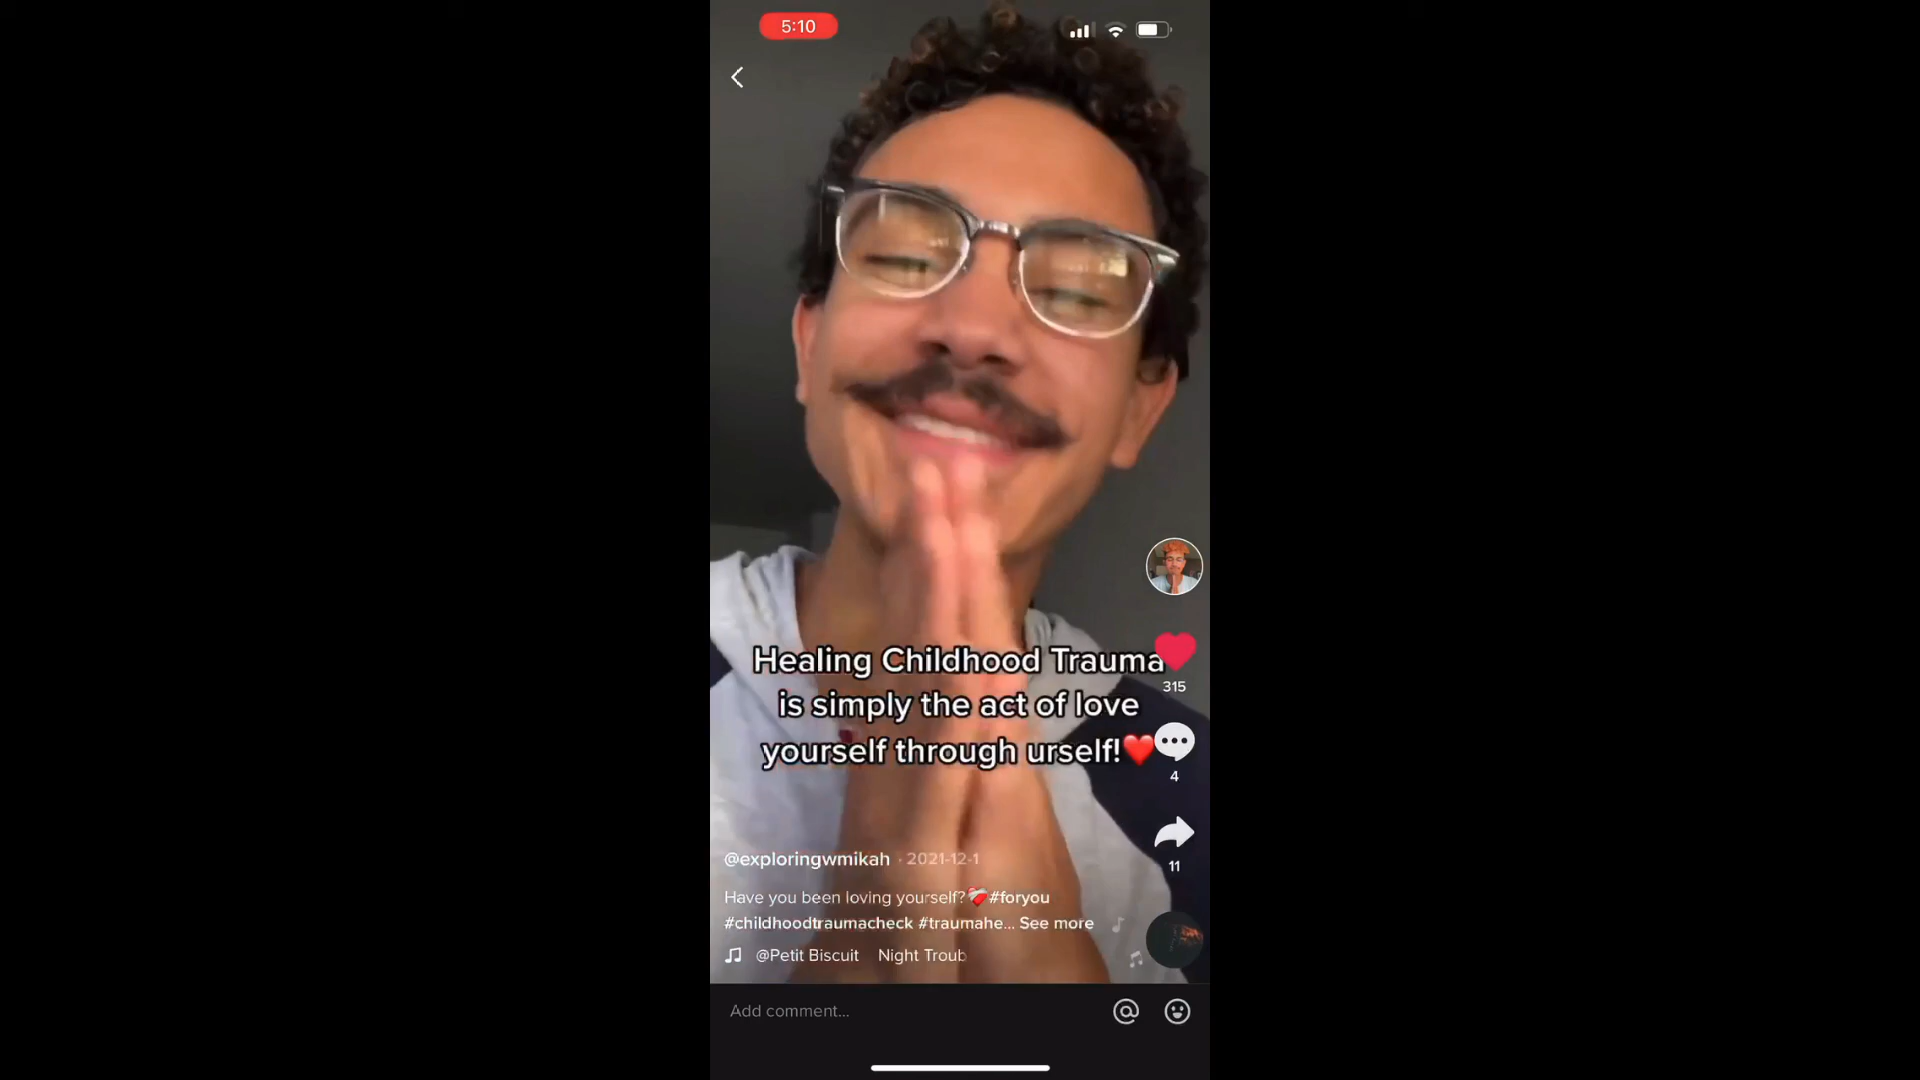 5:10
Healing Childhood Trauma
is simply the act of love
yourself through urself!❤️
315
4
11
@exploringwmikah · 2021-12-1
Have you been loving yourself?❤️‍🩹#foryou
#childhoodtraumacheck #traumahe... See more
@Petit Biscuit Night Troub
Add comment...